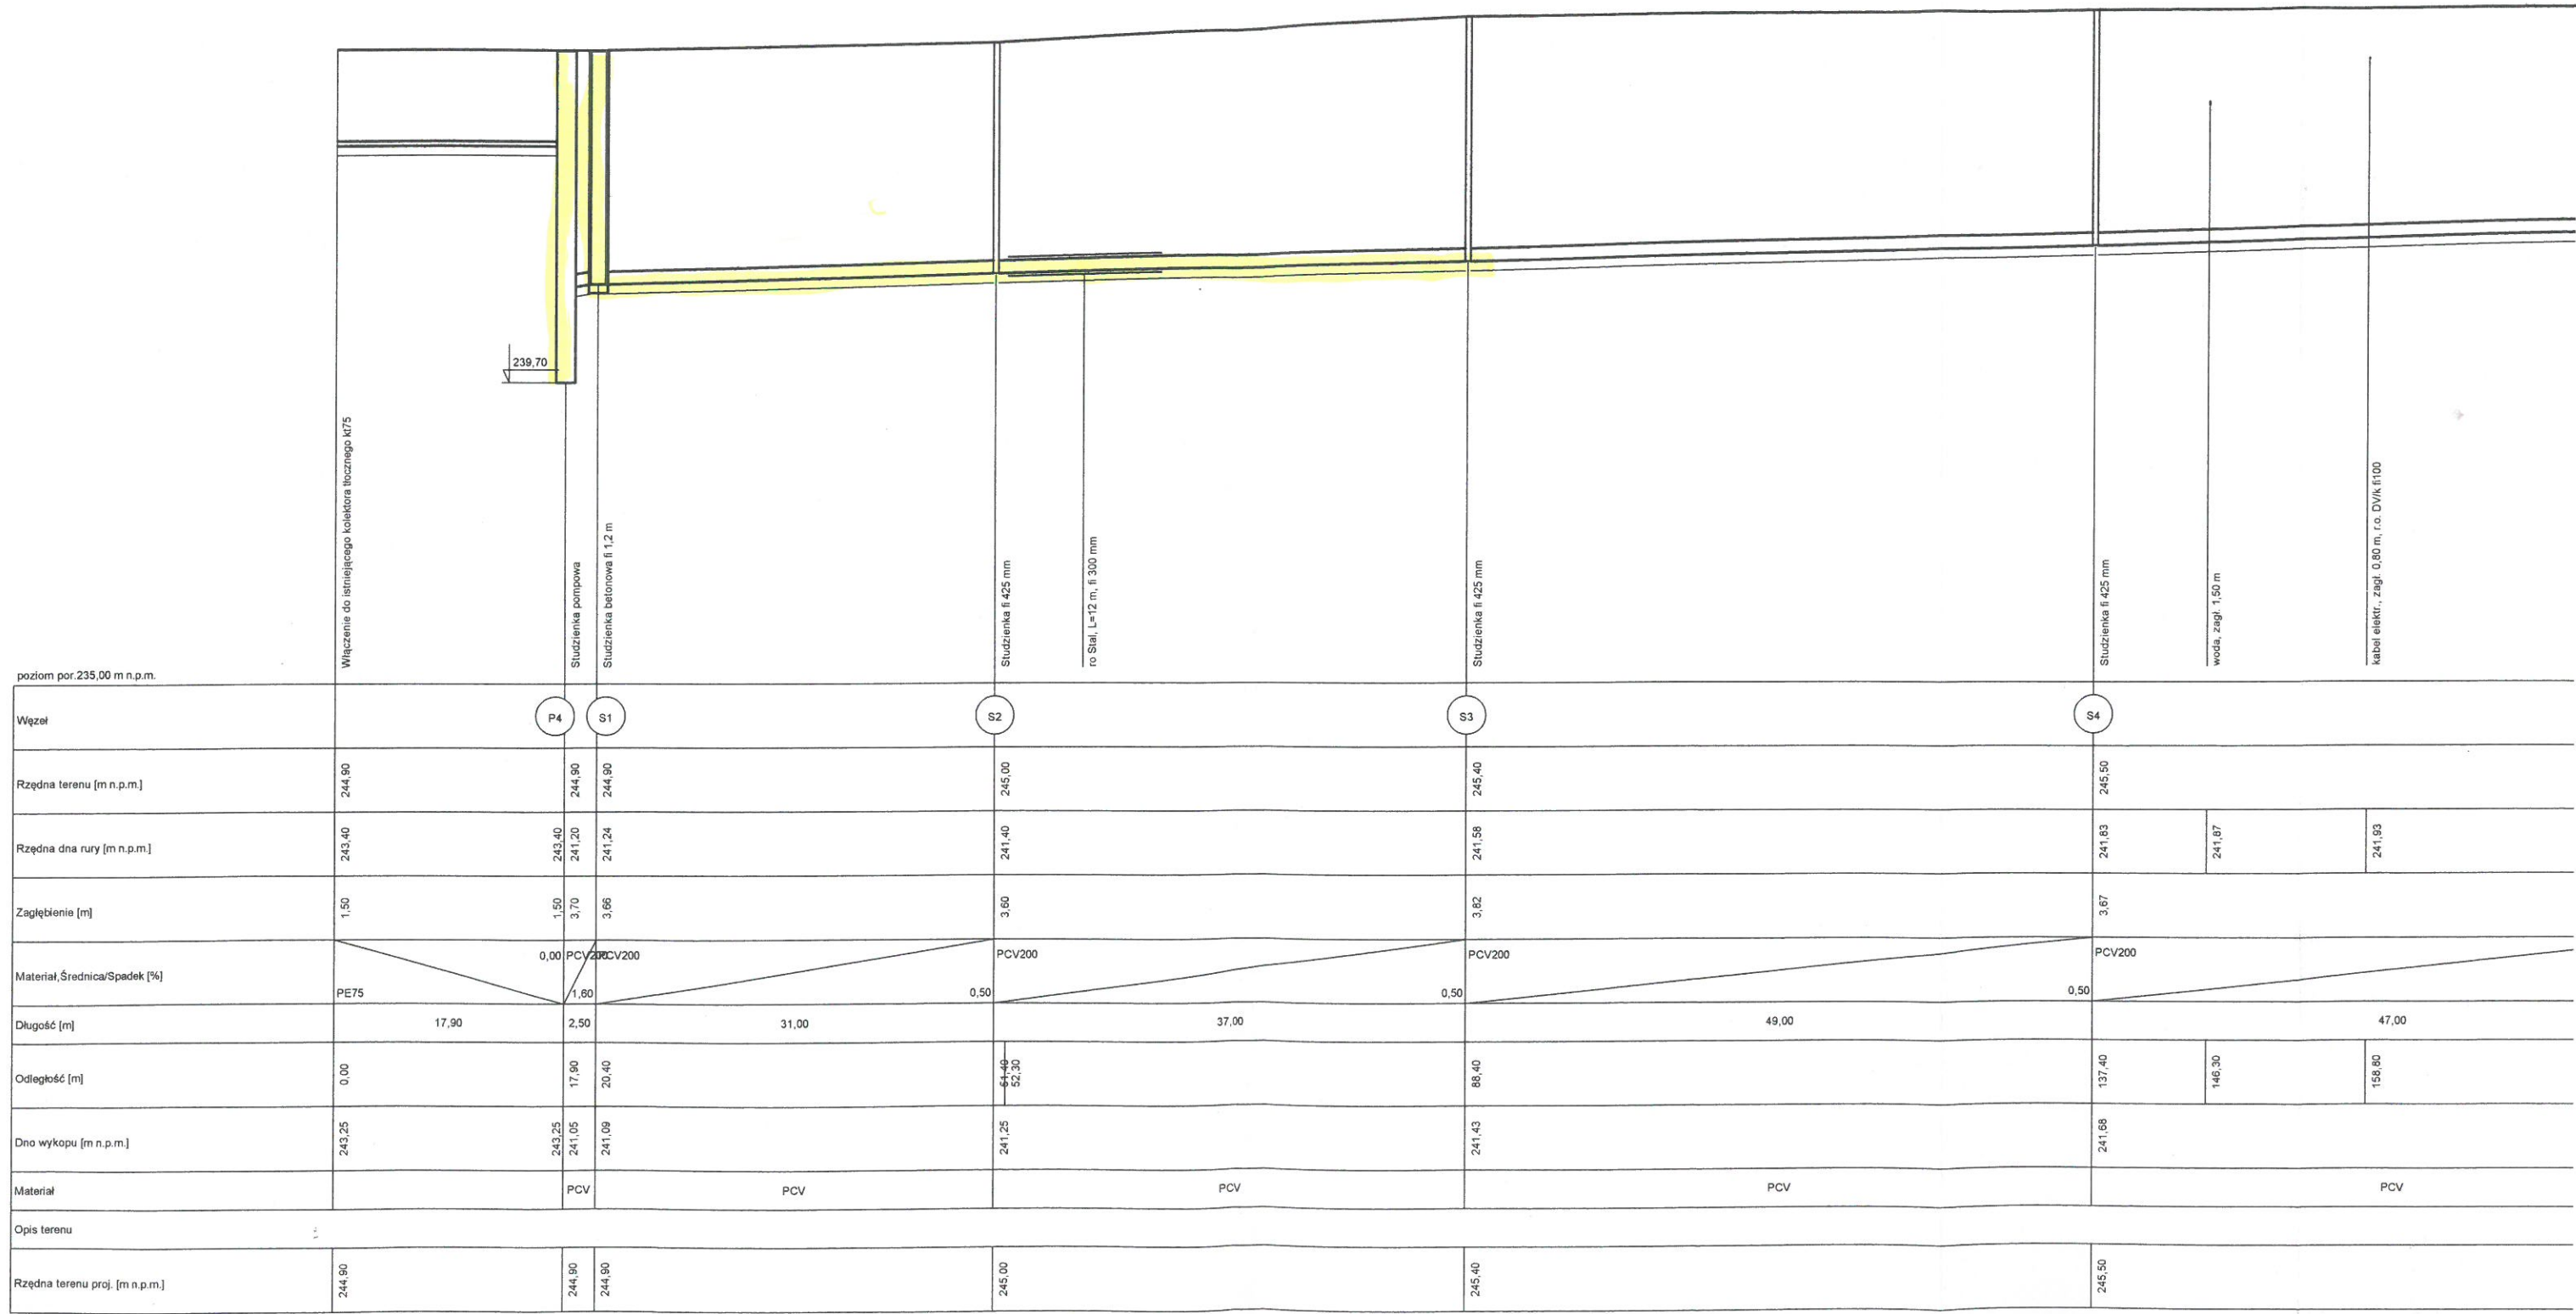 239,70
Włączenie do istniejącego kolektora tłocznego kt75
Studzienka pompowa
Studzienka betonowa fi 1,2 m
Studzienka fi 425 mm
ro Stal, L=12 m, fi 300 mm
Studzienka fi 425 mm
Studzienka fi 425 mm
woda, zagł. 1,50 m
kabel elektr., zagł. 0,80 m, r.o. DV/k fi100
poziom por.235,00 m n.p.m.
Węzeł P4 S1 S2 S3 S4
Rzędna terenu [m n.p.m.] 244,90 244,90 244,90 245,00 245,40 245,50
Rzędna dna rury [m n.p.m.] 243,40 243,40 241,20 241,24 241,40 241,58 241,83 241,87 241,93
Zagłębienie [m] 1,50 1,50 3,70 3,66 3,60 3,82 3,67
Materiał,Średnica/Spadek [%] PE75 0,00 PCV200 1,60 PCV200 0,50 PCV200 0,50 PCV200 0,50 PCV200
Długość [m] 17,90 2,50 31,00 37,00 49,00 47,00
Odległość [m] 0,00 17,90 20,40 51,40 52,30 88,40 137,40 146,30 158,80
Dno wykopu [m n.p.m.] 243,25 243,25 241,05 241,09 241,25 241,43 241,68
Materiał PCV PCV PCV PCV PCV
Opis terenu
Rzędna terenu proj. [m n.p.m.] 244,90 244,90 244,90 245,00 245,40 245,50